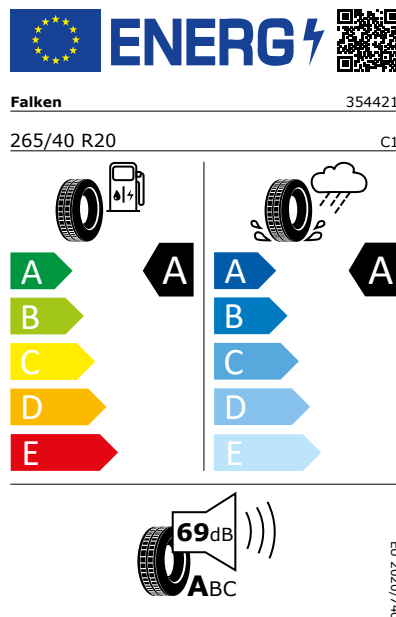 ENERG
Falken 354421
265/40 R20 C1
A A A A
B B
C C
D D
E E
69dB
ABC
EU 2020/740